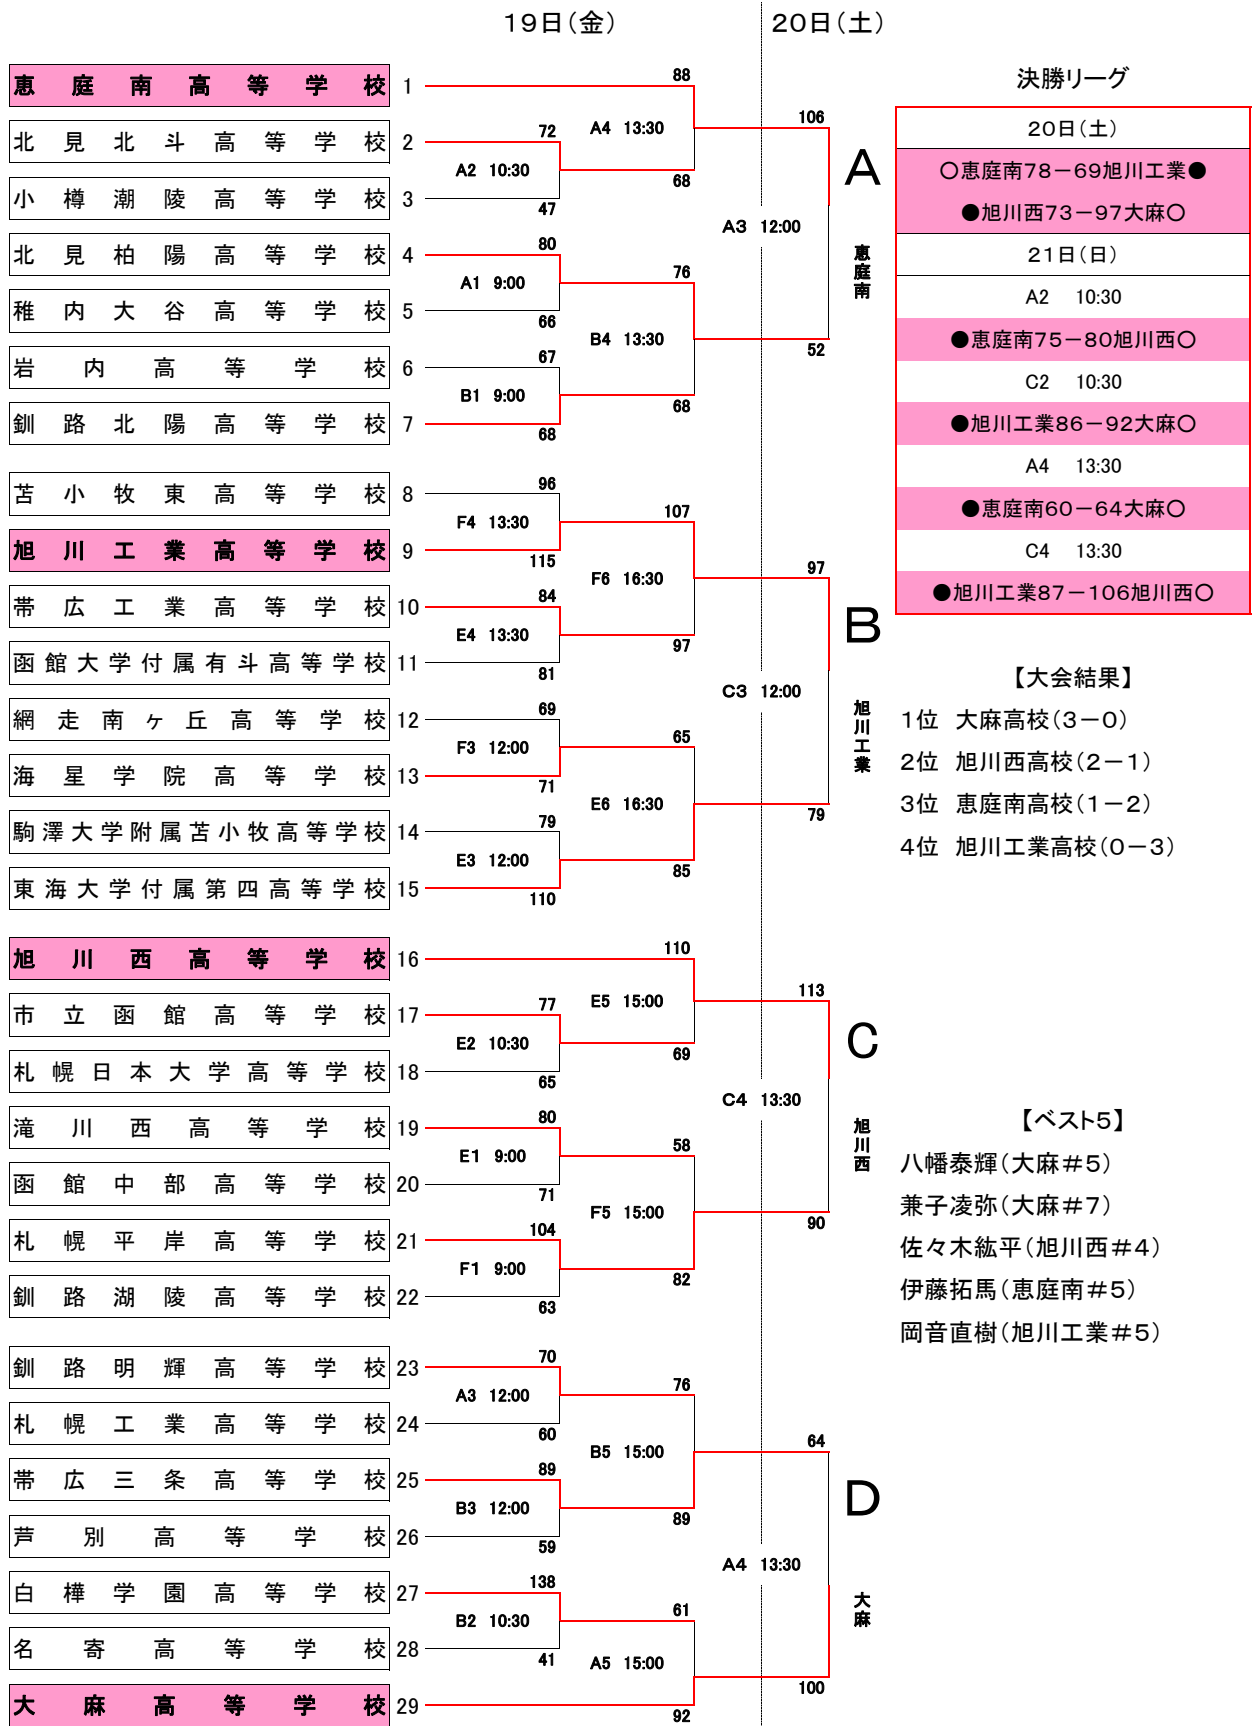 19日(金)
20日(土)
恵庭南高等学校 1
北見北斗高等学校 2
小樽潮陵高等学校 3
北見柏陽高等学校 4
稚内大谷高等学校 5
岩内高等学校 6
釧路北陽高等学校 7
苫小牧東高等学校 8
旭川工業高等学校 9
帯広工業高等学校 10
函館大学付属有斗高等学校 11
網走南ヶ丘高等学校 12
海星学院高等学校 13
駒澤大学附属苫小牧高等学校 14
東海大学付属第四高等学校 15
旭川西高等学校 16
市立函館高等学校 17
札幌日本大学高等学校 18
滝川西高等学校 19
函館中部高等学校 20
札幌平岸高等学校 21
釧路湖陵高等学校 22
釧路明輝高等学校 23
札幌工業高等学校 24
帯広三条高等学校 25
芦別高等学校 26
白樺学園高等学校 27
名寄高等学校 28
大麻高等学校 29
72
A2 10:30
47
80
A1 9:00
66
67
B1 9:00
68
96
F4 13:30
115
84
E4 13:30
81
69
F3 12:00
71
79
E3 12:00
110
77
E2 10:30
65
80
E1 9:00
71
104
F1 9:00
63
70
A3 12:00
60
89
B3 12:00
59
138
B2 10:30
41
88
A4 13:30
68
76
B4 13:30
68
107
F6 16:30
97
65
E6 16:30
85
110
E5 15:00
69
58
F5 15:00
82
76
B5 15:00
89
61
A5 15:00
92
106
A3 12:00
52
97
C3 12:00
79
113
C4 13:30
90
64
A4 13:30
100
A
恵庭南
B
旭川工業
C
旭川西
D
大麻
決勝リーグ
20日(土)
○恵庭南78-69旭川工業●
●旭川西73-97大麻○
21日(日)
A2 10:30
●恵庭南75-80旭川西○
C2 10:30
●旭川工業86-92大麻○
A4 13:30
●恵庭南60-64大麻○
C4 13:30
●旭川工業87-106旭川西○
【大会結果】
1位 大麻高校(3-0)
2位 旭川西高校(2-1)
3位 恵庭南高校(1-2)
4位 旭川工業高校(0-3)
【ベスト5】
八幡泰輝(大麻#5)
兼子凌弥(大麻#7)
佐々木紘平(旭川西#4)
伊藤拓馬(恵庭南#5)
岡音直樹(旭川工業#5)